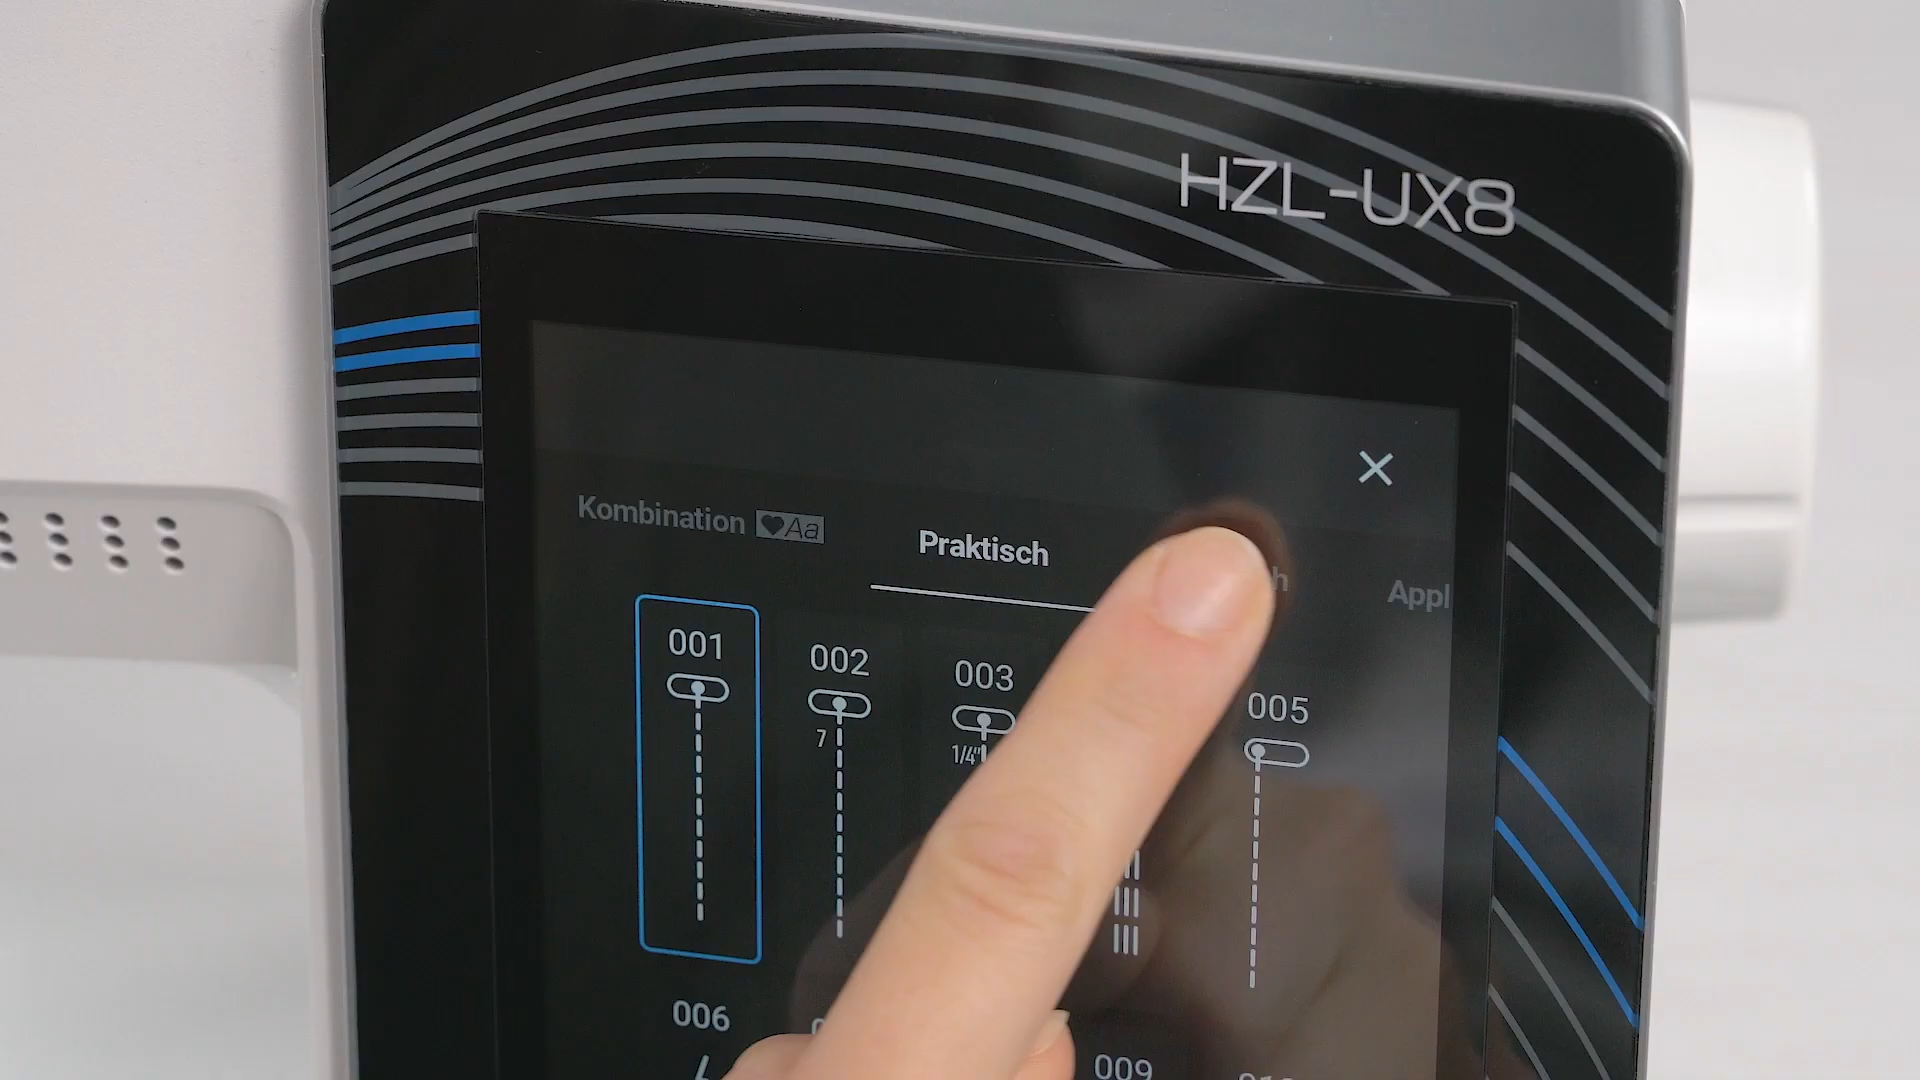 HZL-UX8
Kombination Aa
Praktisch
Appl
001
002
003
005
7
1/4"
006
009